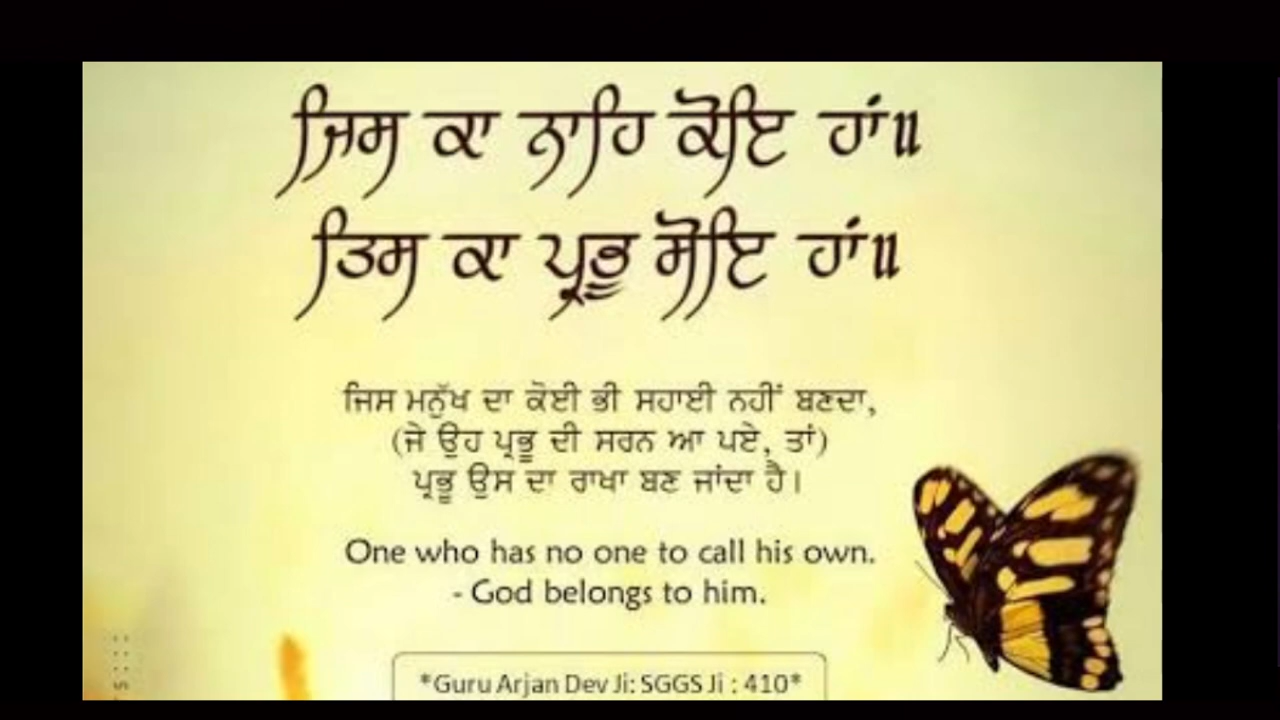 ਜਿਸ ਕਾ ਨਾਹਿ ਕੋਇ ਹਾਂ॥
ਤਿਸ ਕਾ ਪ੍ਰਭੂ ਸੋਇ ਹਾਂ॥
ਜਿਸ ਮਨੁੱਖ ਦਾ ਕੋਈ ਭੀ ਸਹਾਈ ਨਹੀਂ ਬਣਦਾ,
(ਜੇ ਉਹ ਪ੍ਰਭੂ ਦੀ ਸਰਨ ਆ ਪਏ, ਤਾਂ)
ਪ੍ਰਭੂ ਉਸ ਦਾ ਰਾਖਾ ਬਣ ਜਾਂਦਾ ਹੈ।
One who has no one to call his own.
- God belongs to him.
*Guru Arjan Dev Ji: SGGS Ji : 410*